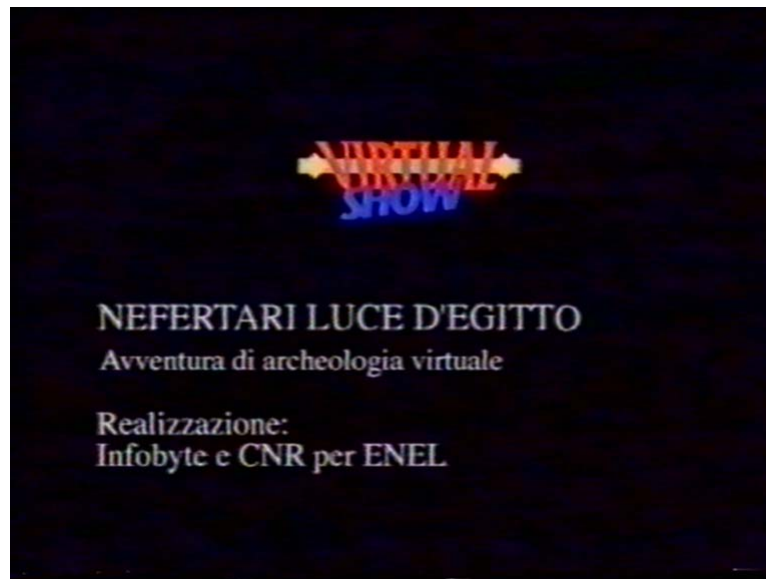 VIRTUAL
SHOW
NEFERTARI LUCE D'EGITTO
Avventura di archeologia virtuale
Realizzazione:
Infobyte e CNR per ENEL